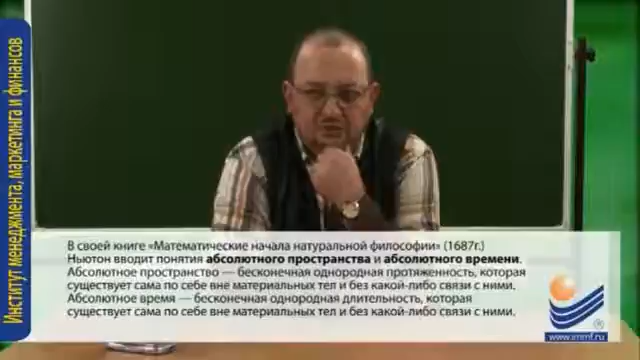 Институт менеджмента, маркетинга и финансов
В своей книге «Математические начала натуральной философии» (1687г.)
Ньютон вводит понятия абсолютного пространства и абсолютного времени.
Абсолютное пространство — бесконечная однородная протяженность, которая
существует сама по себе вне материальных тел и без какой-либо связи с ними.
Абсолютное время — бесконечная однородная длительность, которая
существует сама по себе вне материальных тел и без какой-либо связи с ними.
www.immf.ru